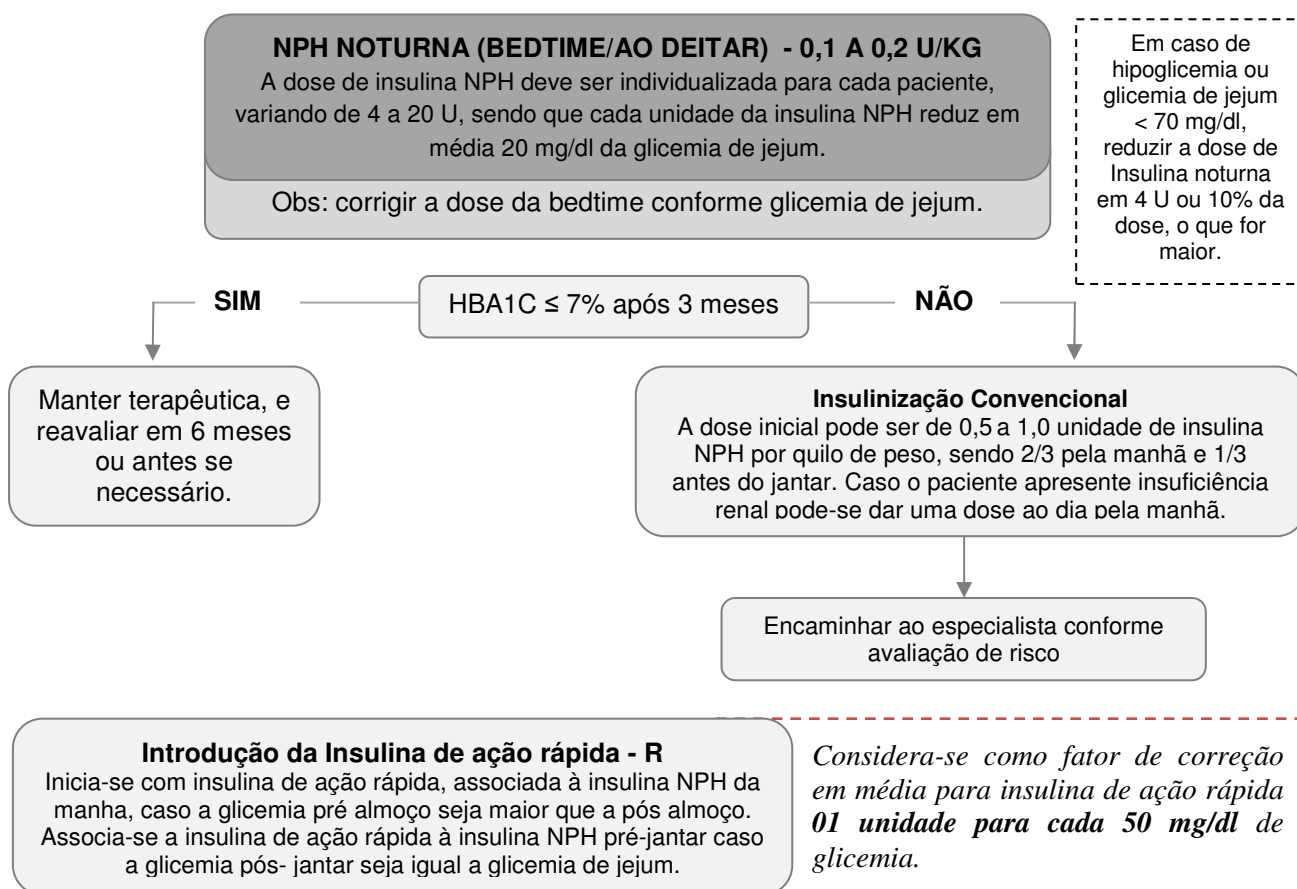 NPH NOTURNA (BEDTIME/AO DEITAR)  - 0,1 A 0,2 U/KG
A dose de insulina NPH deve ser individualizada para cada paciente,
variando de 4 a 20 U, sendo que cada unidade da insulina NPH reduz em
média 20 mg/dl da glicemia de jejum.
Obs: corrigir a dose da bedtime conforme glicemia de jejum.
Em caso de
hipoglicemia ou
glicemia de jejum
< 70 mg/dl,
reduzir a dose de
Insulina noturna
em 4 U ou 10% da
dose, o que for
maior.
SIM
HBA1C ≤ 7% após 3 meses
NÃO
Manter terapêutica, e
reavaliar em 6 meses
ou antes se
necessário.
Insulinização Convencional
A dose inicial pode ser de 0,5 a 1,0 unidade de insulina
NPH por quilo de peso, sendo 2/3 pela manhã e 1/3
antes do jantar. Caso o paciente apresente insuficiência
renal pode-se dar uma dose ao dia pela manhã.
Encaminhar ao especialista conforme
avaliação de risco
Introdução da Insulina de ação rápida - R
Inicia-se com insulina de ação rápida, associada à insulina NPH da
manha, caso a glicemia pré almoço seja maior que a pós almoço.
Associa-se a insulina de ação rápida à insulina NPH pré-jantar caso
a glicemia pós- jantar seja igual a glicemia de jejum.
Considera-se como fator de correção
em média para insulina de ação rápida
01 unidade para cada 50 mg/dl de
glicemia.